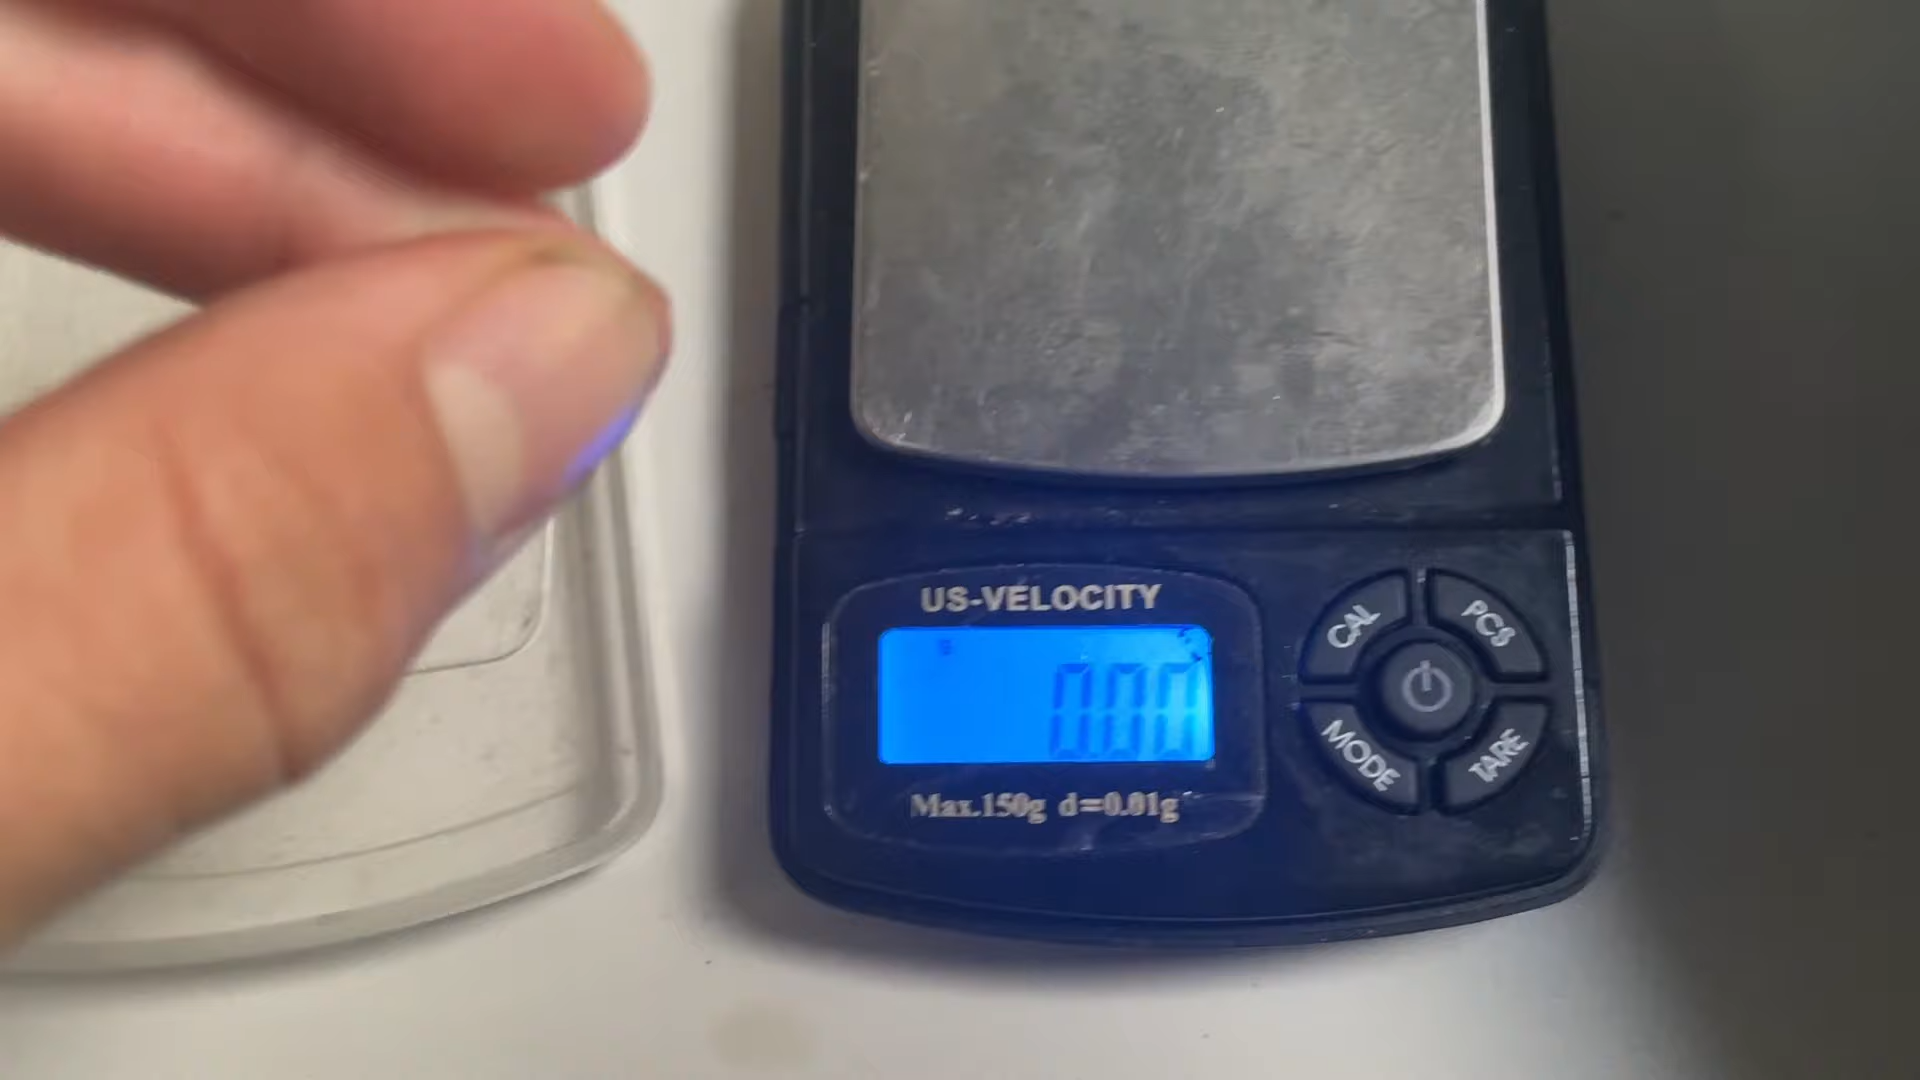 US-VELOCITY
0.00
Max.150g d=0.01g
CAL
PCS
MODE
TARE